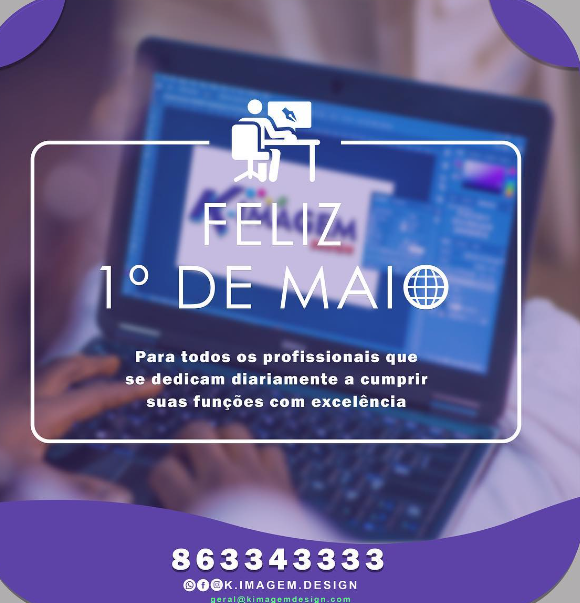 K IMAGEM
FELIZ
1º DE MAIO
Para todos os profissionais que
se dedicam diariamente a cumprir
suas funções com excelência
863343333
K.IMAGEM.DESIGN
geral@kimagemdesign.com